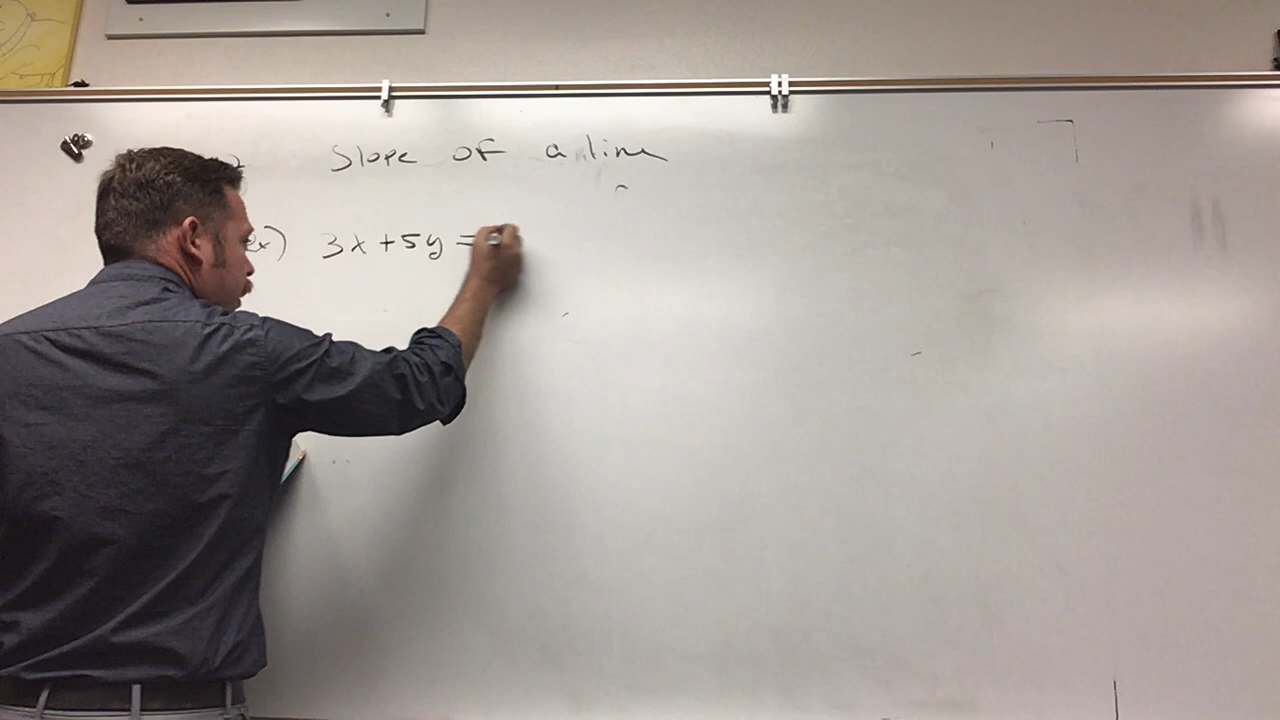 Slope of a line
ex) 3x+5y=